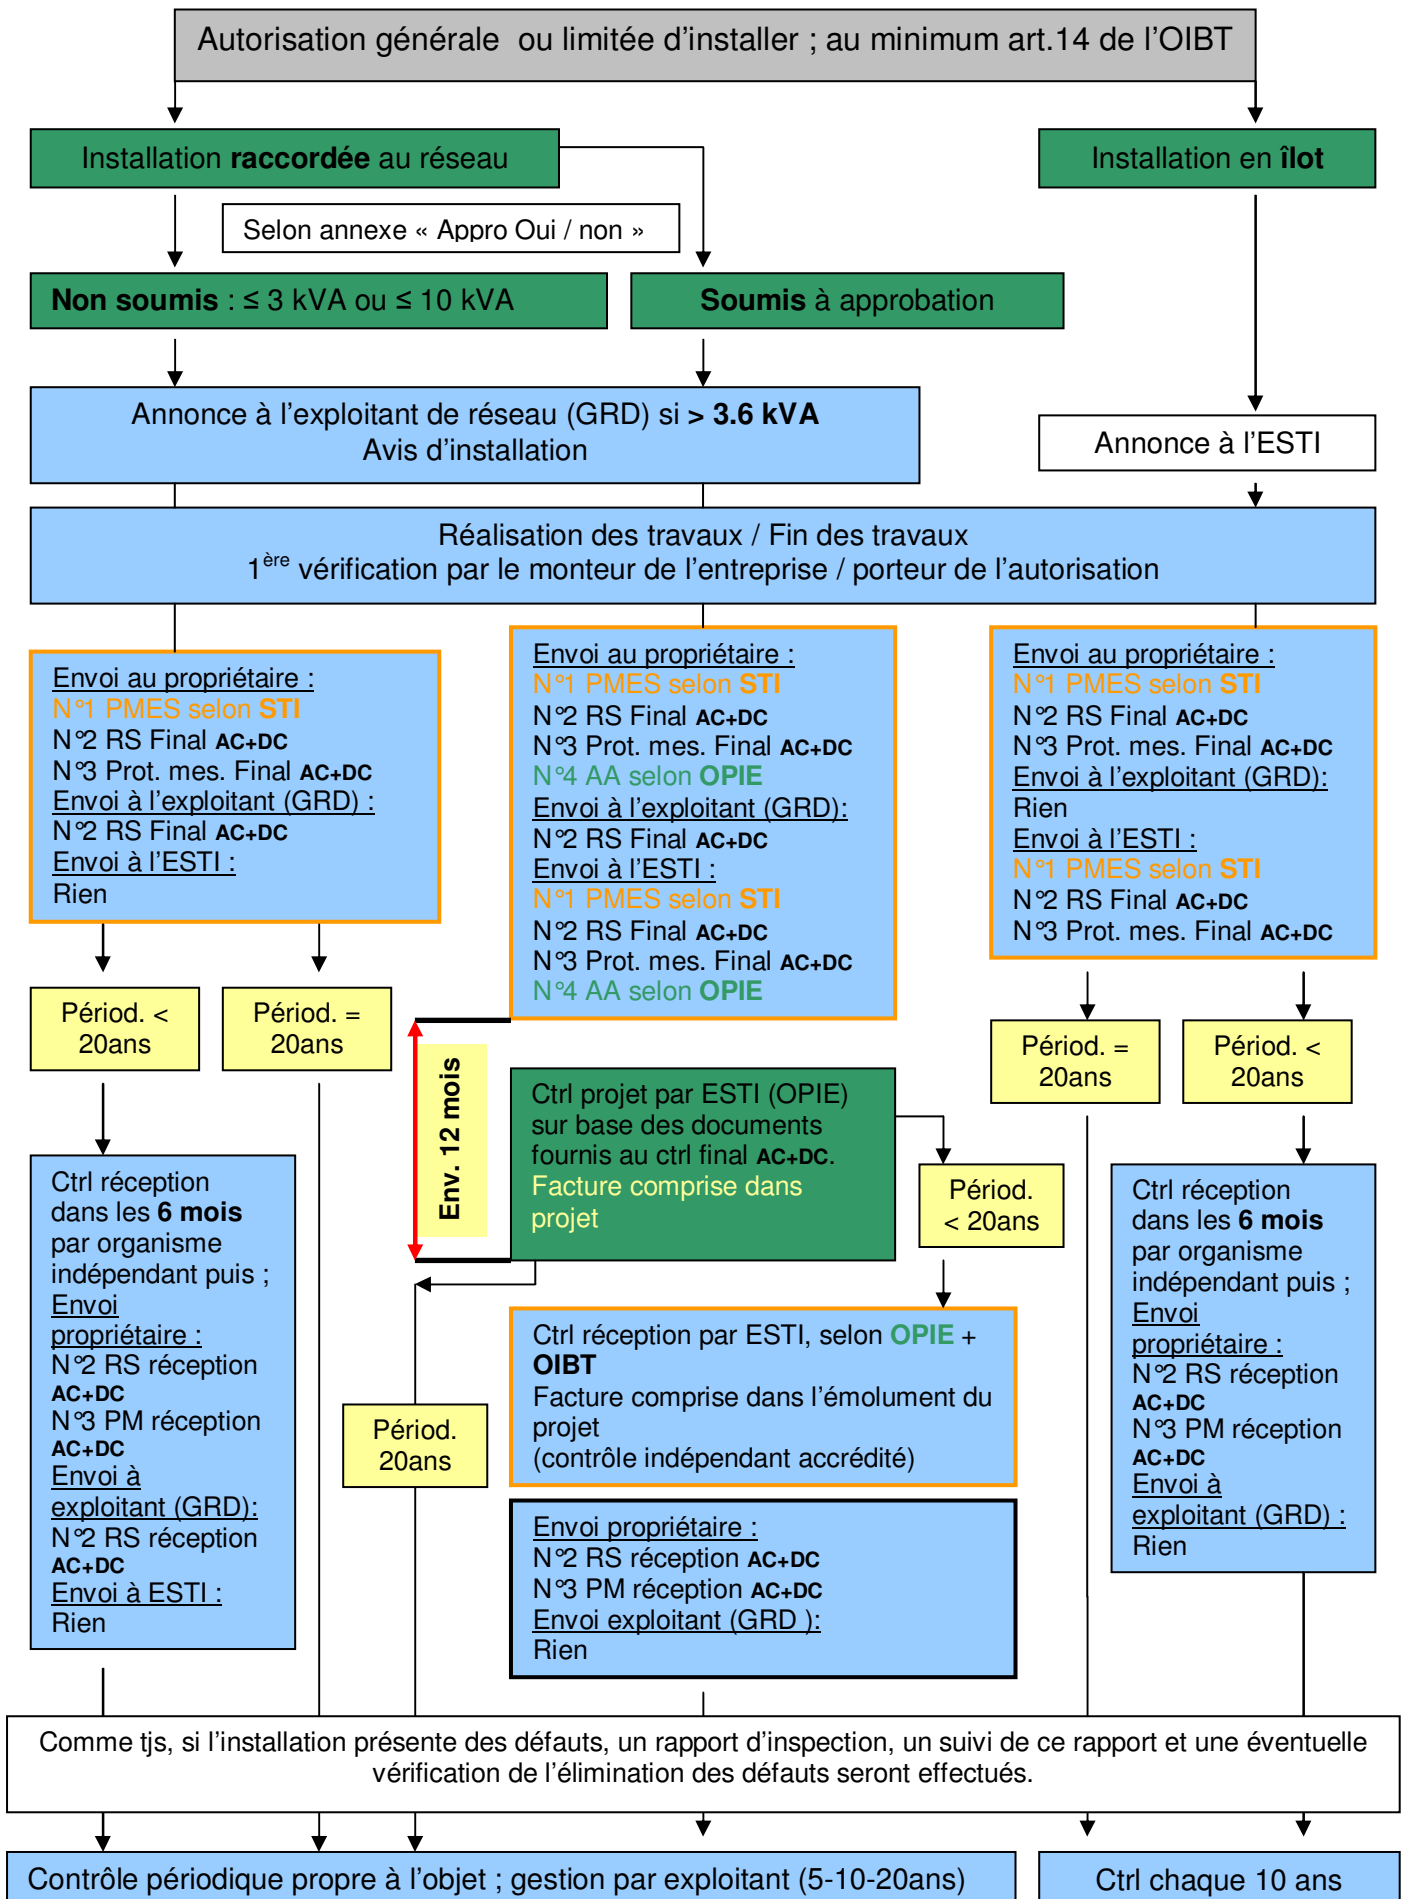 Autorisation générale  ou limitée d'installer ; au minimum art.14 de l'OIBT
Installation raccordée au réseau
Installation en îlot
Selon annexe « Appro Oui / non »
Non soumis : ≤ 3 kVA ou ≤ 10 kVA
Soumis à approbation
Annonce à l'exploitant de réseau (GRD) si > 3.6 kVA
Avis d'installation
Annonce à l'ESTI
Réalisation des travaux / Fin des travaux
1ère vérification par le monteur de l'entreprise / porteur de l'autorisation
Envoi au propriétaire :
N°1 PMES selon STI
N°2 RS Final AC+DC
N°3 Prot. mes. Final AC+DC
Envoi à l'exploitant (GRD) :
N°2 RS Final AC+DC
Envoi à l'ESTI :
Rien
Envoi au propriétaire :
N°1 PMES selon STI
N°2 RS Final AC+DC
N°3 Prot. mes. Final AC+DC
N°4 AA selon OPIE
Envoi à l'exploitant (GRD):
N°2 RS Final AC+DC
Envoi à l'ESTI :
N°1 PMES selon STI
N°2 RS Final AC+DC
N°3 Prot. mes. Final AC+DC
N°4 AA selon OPIE
Envoi au propriétaire :
N°1 PMES selon STI
N°2 RS Final AC+DC
N°3 Prot. mes. Final AC+DC
Envoi à l'exploitant (GRD):
Rien
Envoi à l'ESTI :
N°1 PMES selon STI
N°2 RS Final AC+DC
N°3 Prot. mes. Final AC+DC
Périod. <
20ans
Périod. =
20ans
Env. 12 mois
Ctrl projet par ESTI (OPIE)
sur base des documents
fournis au ctrl final AC+DC.
Facture comprise dans
projet
Périod.
< 20ans
Périod. =
20ans
Périod. <
20ans
Ctrl réception
dans les 6 mois
par organisme
indépendant puis ;
Envoi
propriétaire :
N°2 RS réception
AC+DC
N°3 PM réception
AC+DC
Envoi à
exploitant (GRD):
N°2 RS réception
AC+DC
Envoi à ESTI :
Rien
Périod.
20ans
Ctrl réception par ESTI, selon OPIE +
OIBT
Facture comprise dans l'émolument du
projet
(contrôle indépendant accrédité)
Envoi propriétaire :
N°2 RS réception AC+DC
N°3 PM réception AC+DC
Envoi exploitant (GRD ):
Rien
Ctrl réception
dans les 6 mois
par organisme
indépendant puis ;
Envoi
propriétaire :
N°2 RS réception
AC+DC
N°3 PM réception
AC+DC
Envoi à
exploitant (GRD) :
Rien
Comme tjs, si l'installation présente des défauts, un rapport d'inspection, un suivi de ce rapport et une éventuelle
vérification de l'élimination des défauts seront effectués.
Contrôle périodique propre à l'objet ; gestion par exploitant (5-10-20ans)
Ctrl chaque 10 ans